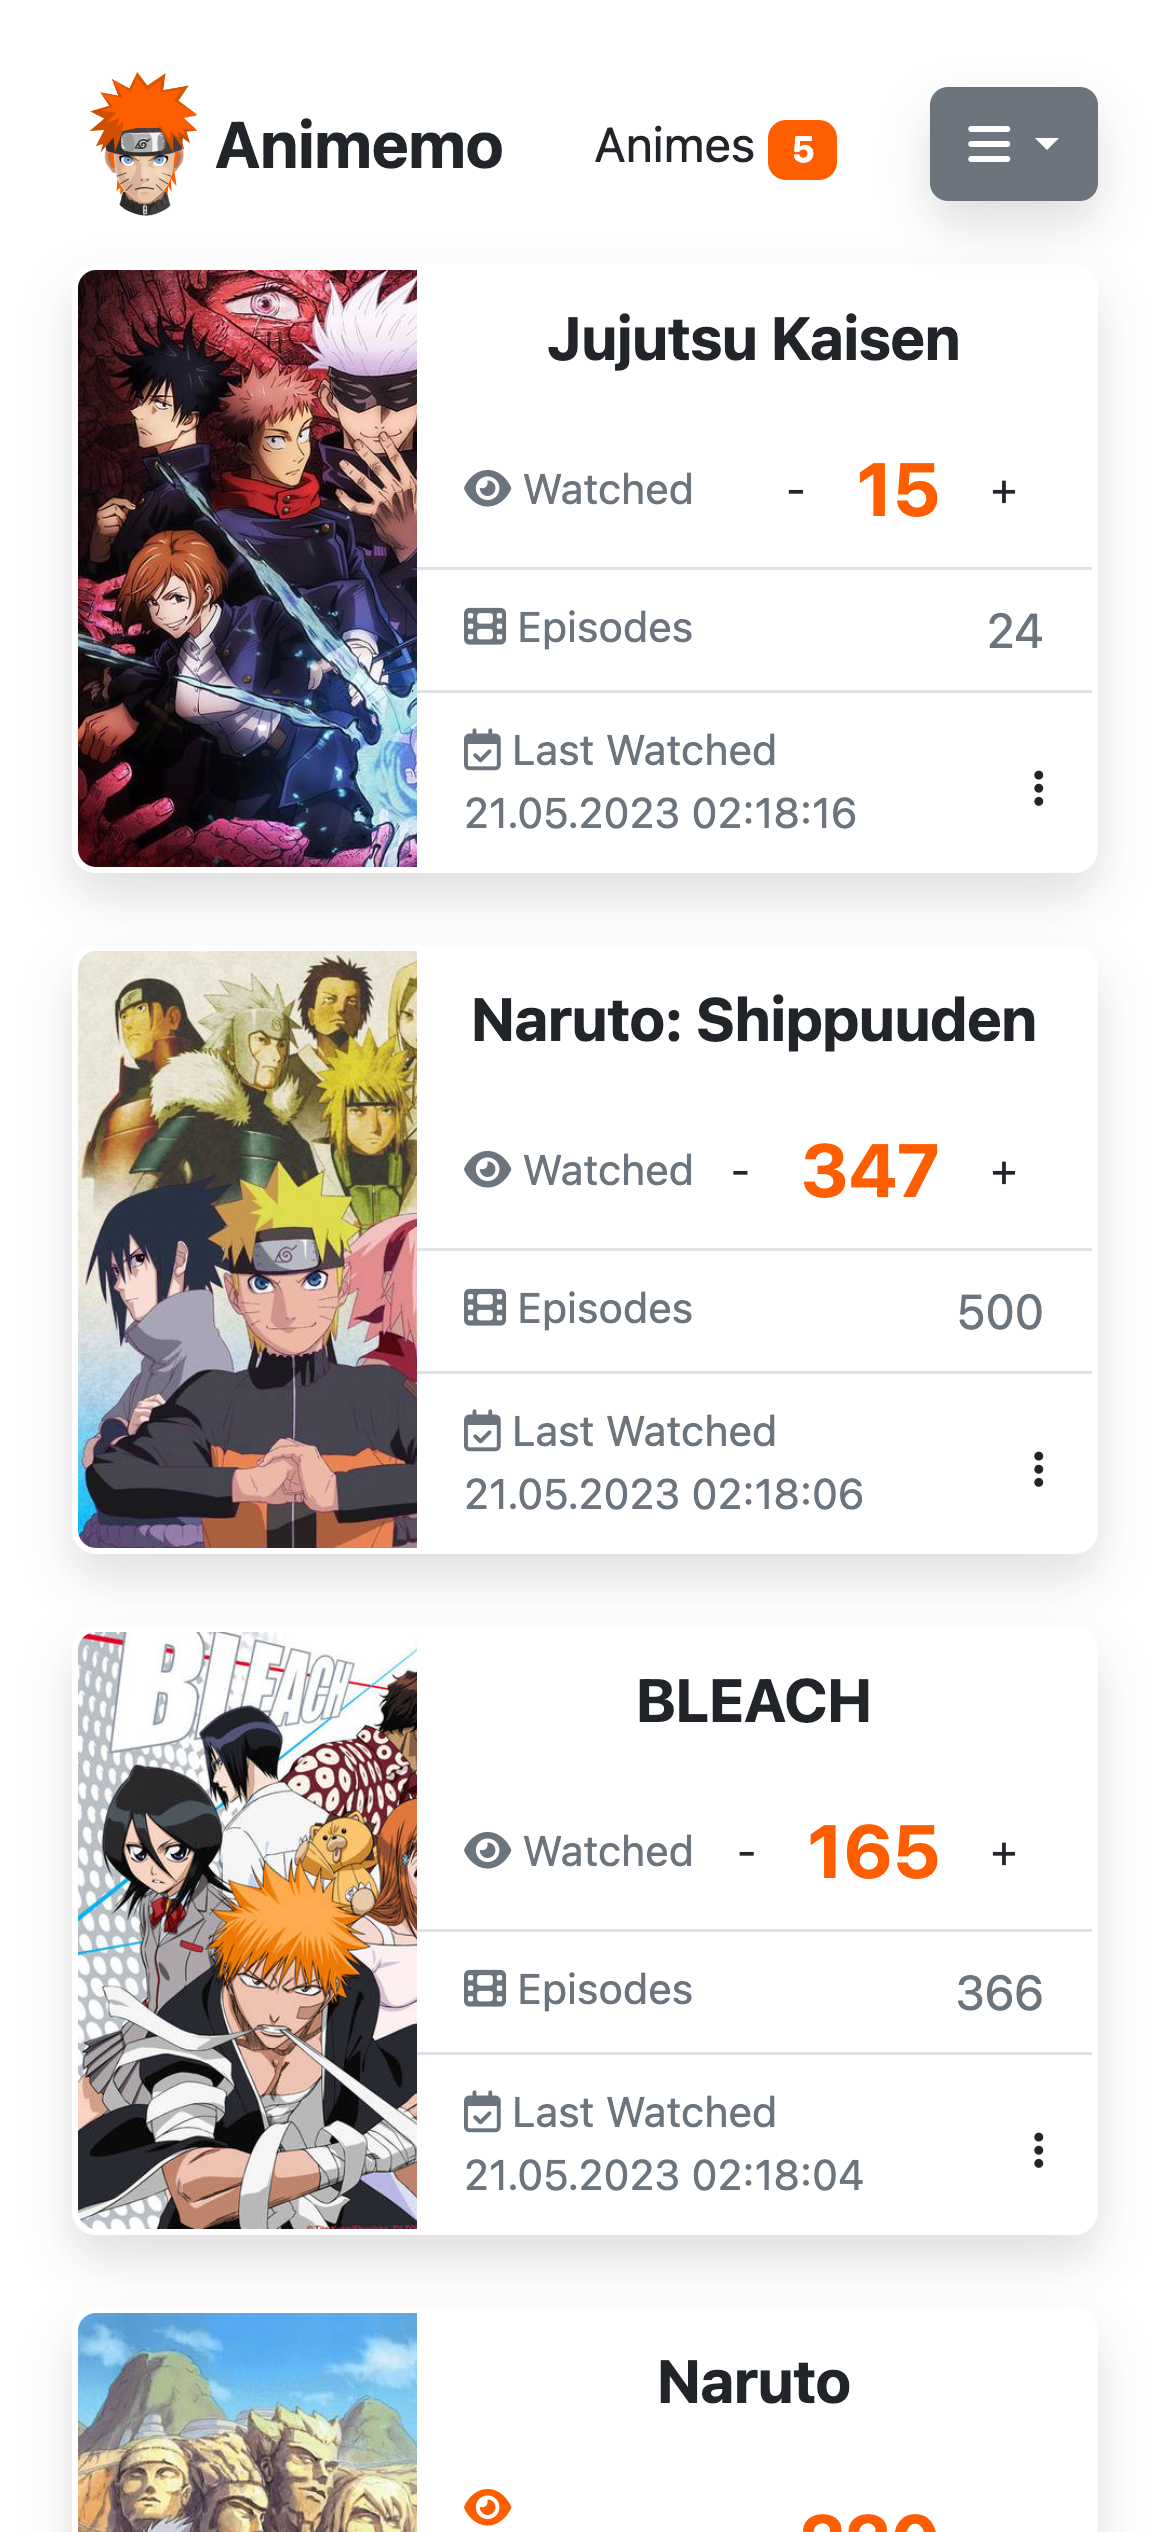 Animemo Animes 5
Jujutsu Kaisen
Watched - 15 +
Episodes 24
Last Watched
21.05.2023 02:18:16
Naruto: Shippuuden
Watched - 347 +
Episodes 500
Last Watched
21.05.2023 02:18:06
BLEACH
BLEACH
Watched - 165 +
Episodes 366
Last Watched
21.05.2023 02:18:04
Naruto